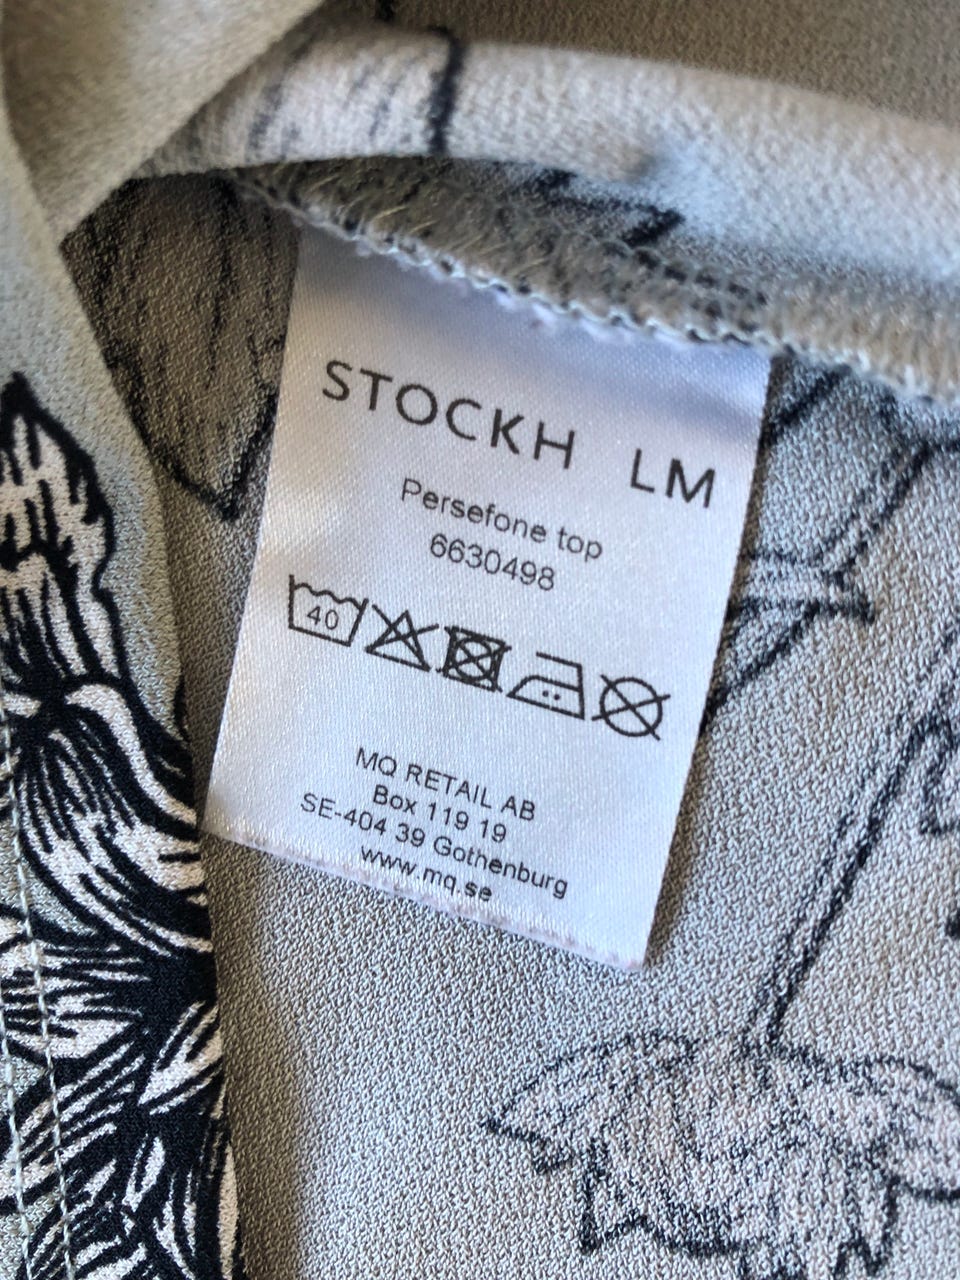 STOCKH LM
Persefone top
6630498
40
MQ RETAIL AB
Box 119 19
SE-404 39 Gothenburg
www.mq.se